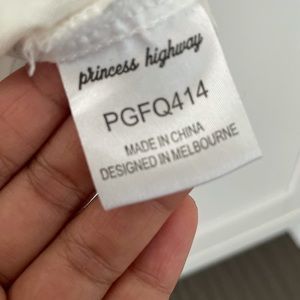 princess highway
PGFQ414
MADE IN CHINA
DESIGNED IN MELBOURNE